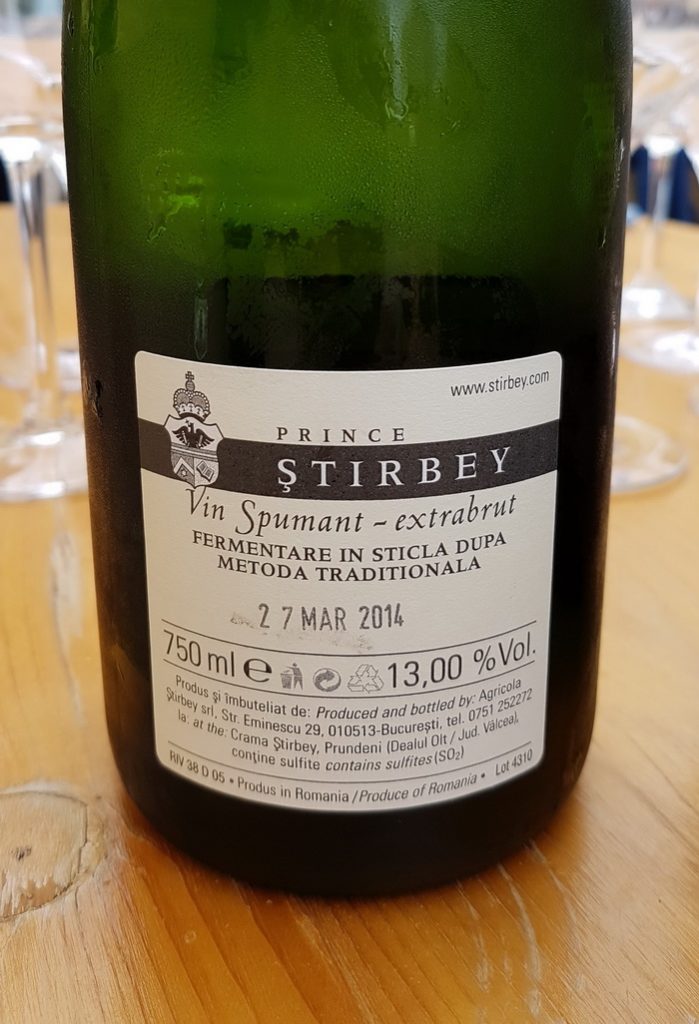 www.stirbey.com
PRINCE
ŞTIRBEY
Vin Spumant - extrabrut
FERMENTARE IN STICLA DUPA
METODA TRADITIONALA
27 MAR 2014
750 ml e 13,00 %Vol.
Produs şi îmbuteliat de: Produced and bottled by: Agricola
Ştirbey srl, Str. Eminescu 29, 010513-Bucureşti, tel. 0751 252272
la: at the: Crama Ştirbey, Prundeni (Dealul Olt / Jud. Vâlcea),
conţine sulfite contains sulfites (SO₂)
RIV 38 D 05 • Produs in Romania / Produce of Romania • Lot 4310